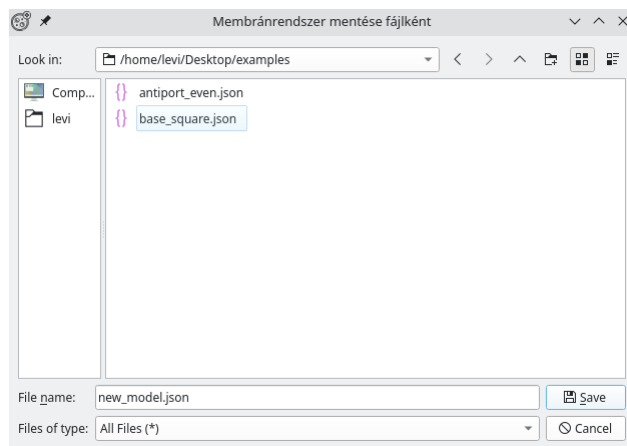 Membránrendszer mentése fájlként
Look in: /home/levi/Desktop/examples
Comp...
levi
antiport_even.json
base_square.json
File name: new_model.json Save
Files of type: All Files (*) Cancel